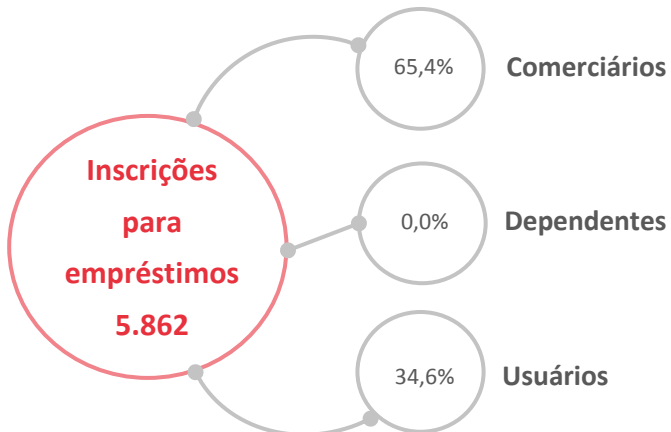 Inscrições
para
empréstimos
5.862
65,4% Comerciários
0,0% Dependentes
34,6% Usuários